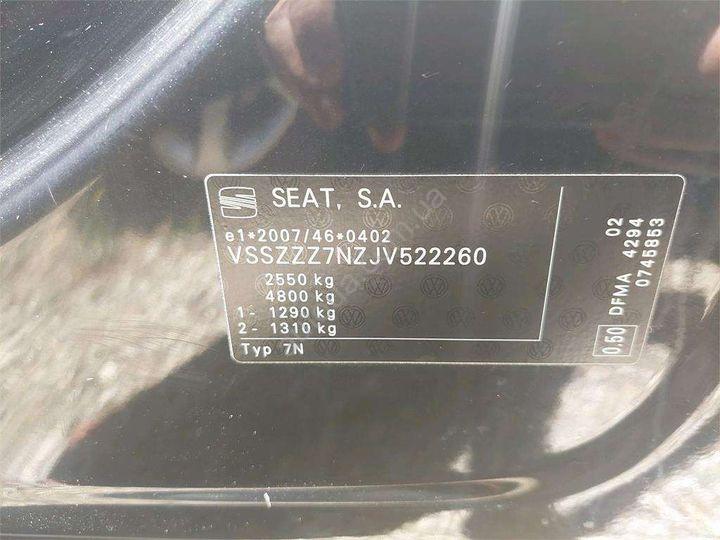 SEAT, S.A.
e1*2007/46*0402
VSSZZZ7NZJV522260
2550 kg
4800 kg
1- 1290 kg
2- 1310 kg
Typ 7N
0,50 DFMA 4294 02
0745853